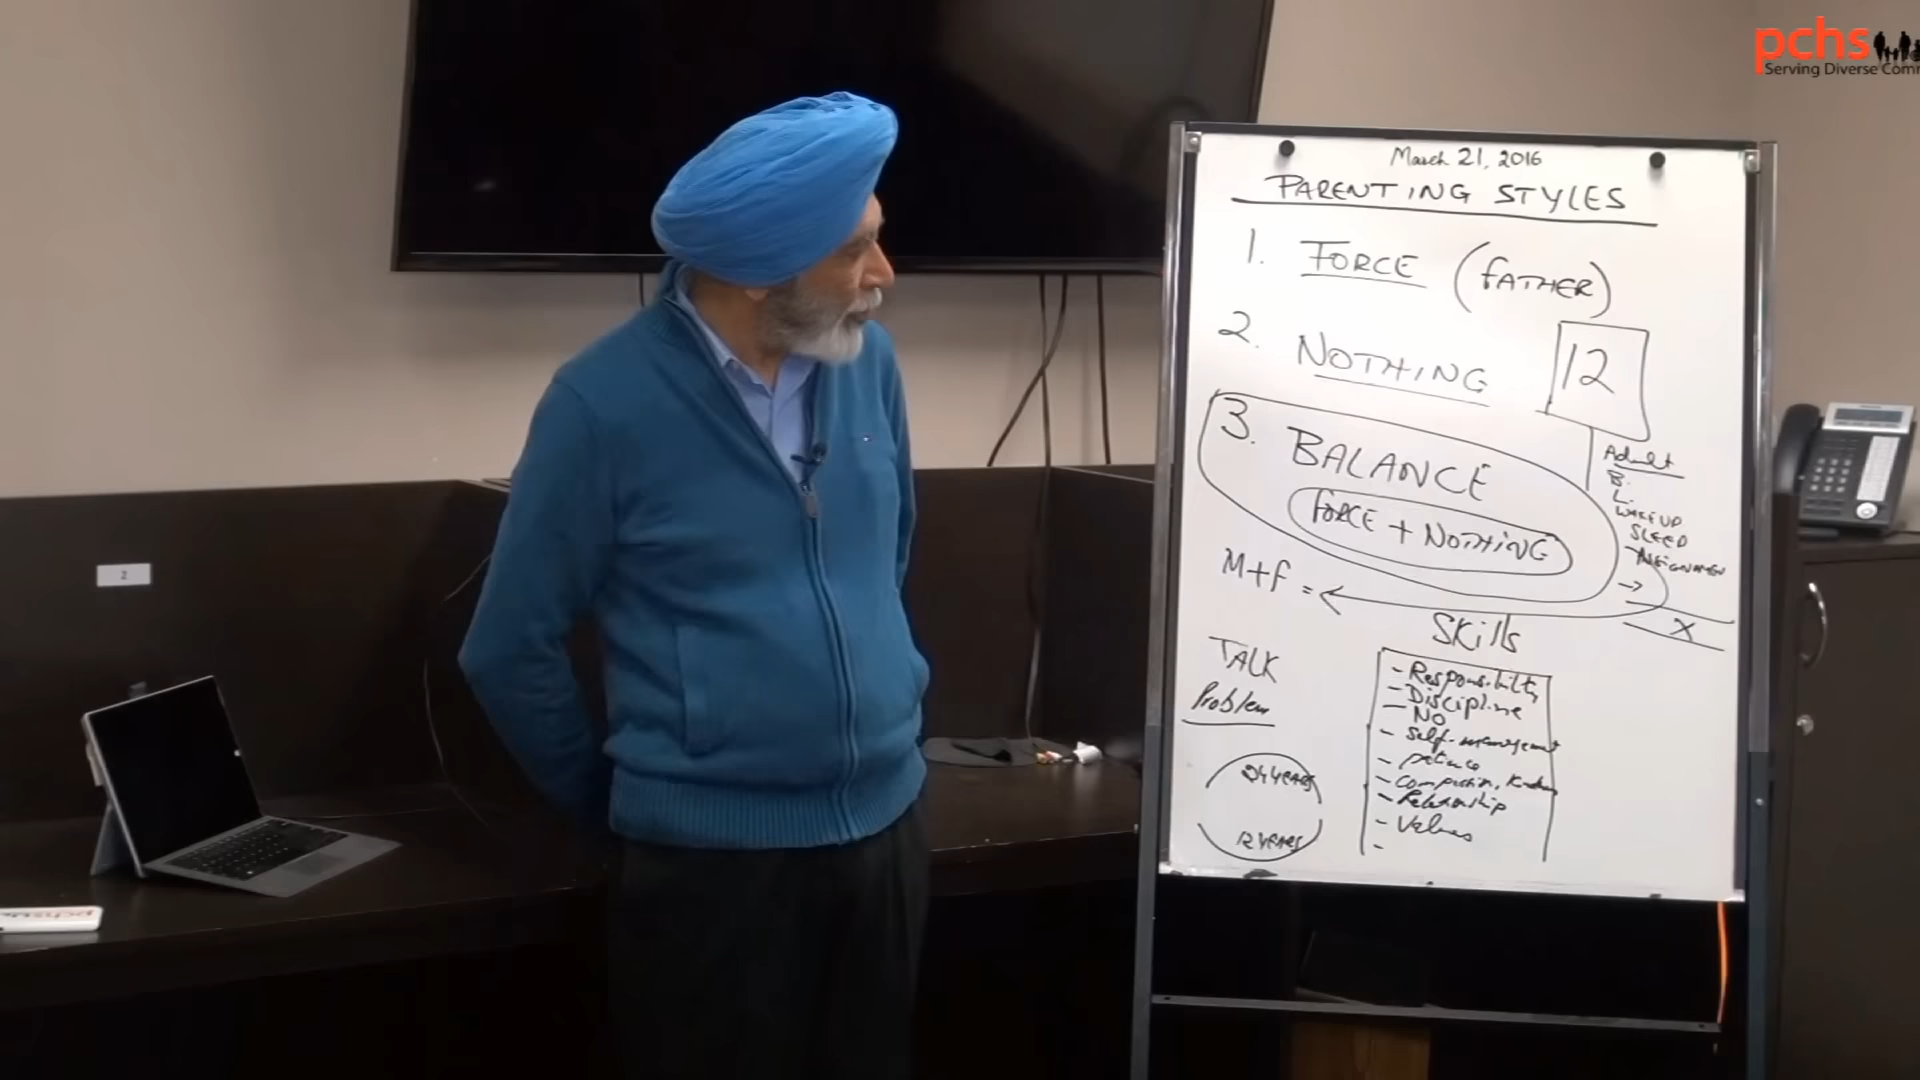 pchs
Serving Diverse Comm
March 21, 2016
PARENTING STYLES
1. FORCE (FATHER)
2. NOTHING
12
3. BALANCE
FORCE + NOTHING
Adult
B.
L.
WAKE UP
SLEEP
M+F =
→
X
SKills
TALK
Problem
- Responsibility
- Discipline
- NO
- Self-management
- patience
- Compassion,
- Relationship
- Values
-
24 YEARS
12 YEARS
2